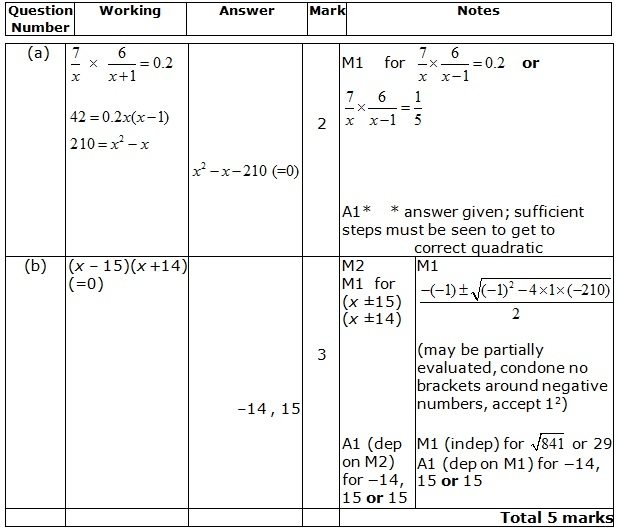 Question Number | Working | Answer | Mark | Notes
(a) | 7/x × 6/(x+1) = 0.2 | | | M1 for 7/x × 6/(x−1) = 0.2 or
7/x × 6/(x−1) = 1/5
42 = 0.2x(x−1)
210 = x² − x
2
x² − x − 210 (=0)
A1* * answer given; sufficient
steps must be seen to get to
correct quadratic
(b) | (x – 15)(x +14)
(=0)
–14 , 15
3
M2
M1 for
(x ±15)
(x ±14)
A1 (dep
on M2)
for –14,
15 or 15
M1
(−(−1) ± √((−1)² − 4×1×(−210)))/2
(may be partially
evaluated, condone no
brackets around negative
numbers, accept 1²)
M1 (indep) for √841 or 29
A1 (dep on M1) for –14,
15 or 15
Total 5 marks